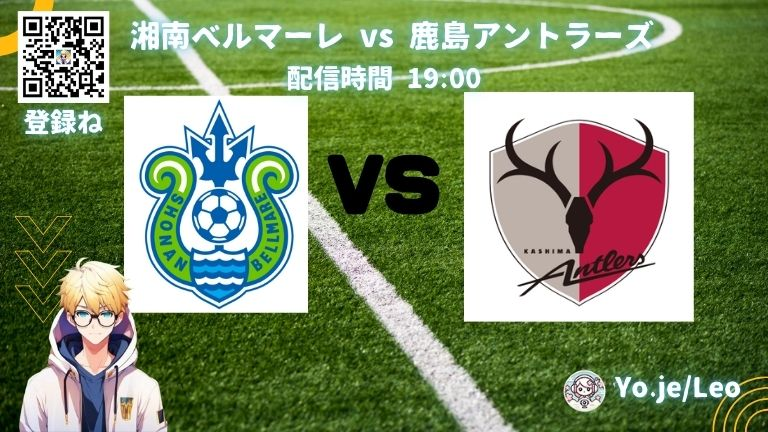 湘南ベルマーレ vs 鹿島アントラーズ
配信時間 19:00
登録ね
SHONAN BELLMARE
VS
KASHIMA
Antlers
Yo.je/Leo